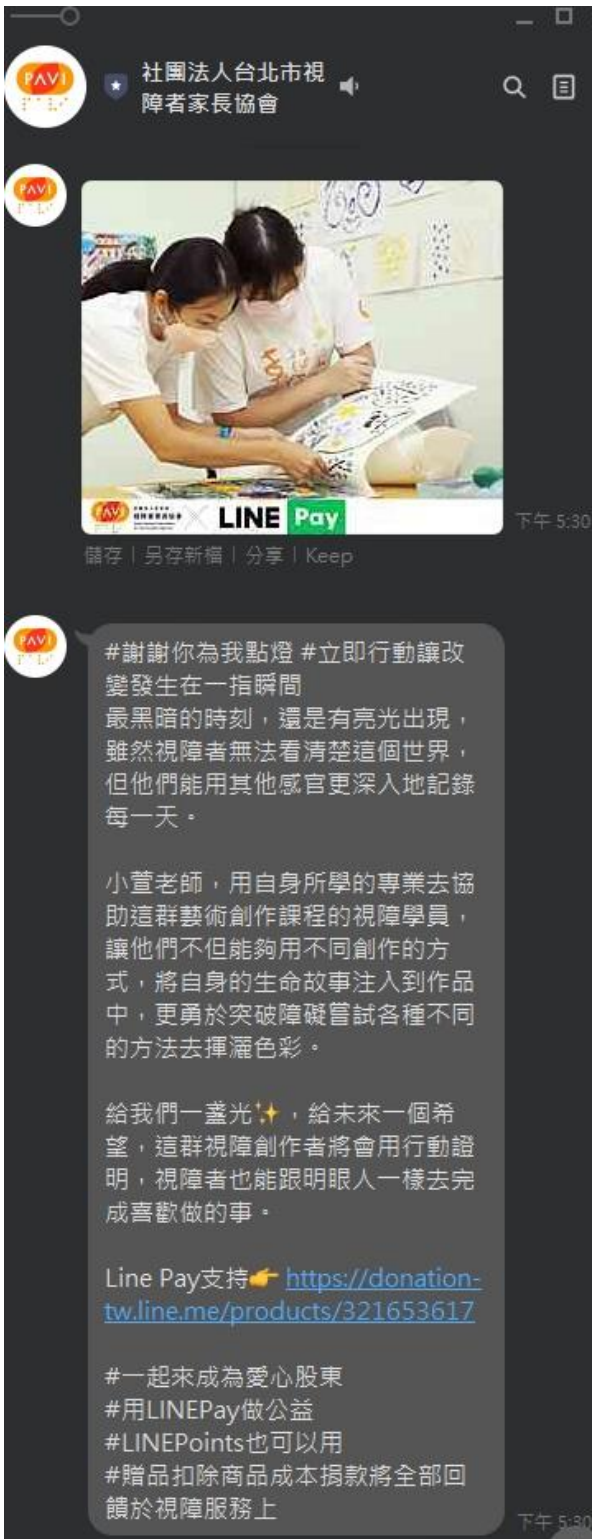 PAVI
社團法人台北市視
障者家長協會
PAVI
PAVI
LINE Pay
下午 5:30
儲存 | 另存新檔 | 分享 | Keep
PAVI
#謝謝你為我點燈 #立即行動讓改
變發生在一指瞬間
最黑暗的時刻，還是有亮光出現，
雖然視障者無法看清楚這個世界，
但他們能用其他感官更深入地記錄
每一天。
小萱老師，用自身所學的專業去協
助這群藝術創作課程的視障學員，
讓他們不但能夠用不同創作的方
式，將自身的生命故事注入到作品
中，更勇於突破障礙嘗試各種不同
的方法去揮灑色彩。
給我們一盞光✨，給未來一個希
望，這群視障創作者將會用行動證
明，視障者也能跟明眼人一樣去完
成喜歡做的事。
Line Pay支持👉 https://donation-
tw.line.me/products/321653617
#一起來成為愛心股東
#用LINEPay做公益
#LINEPoints也可以用
#贈品扣除商品成本捐款將全部回
饋於視障服務上
下午 5:30